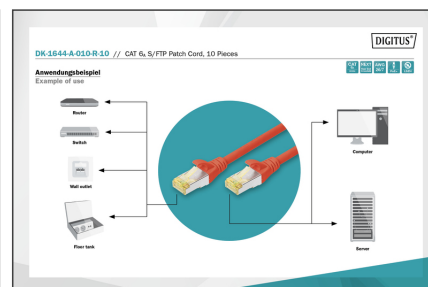 DIGITUS®
DK-1644-A-010-R-10 // CAT 6A S/FTP Patch Cord, 10 Pieces
Anwendungsbeispiel
Example of use
Router
Switch
Wall outlet
Floor tank
Computer
Server